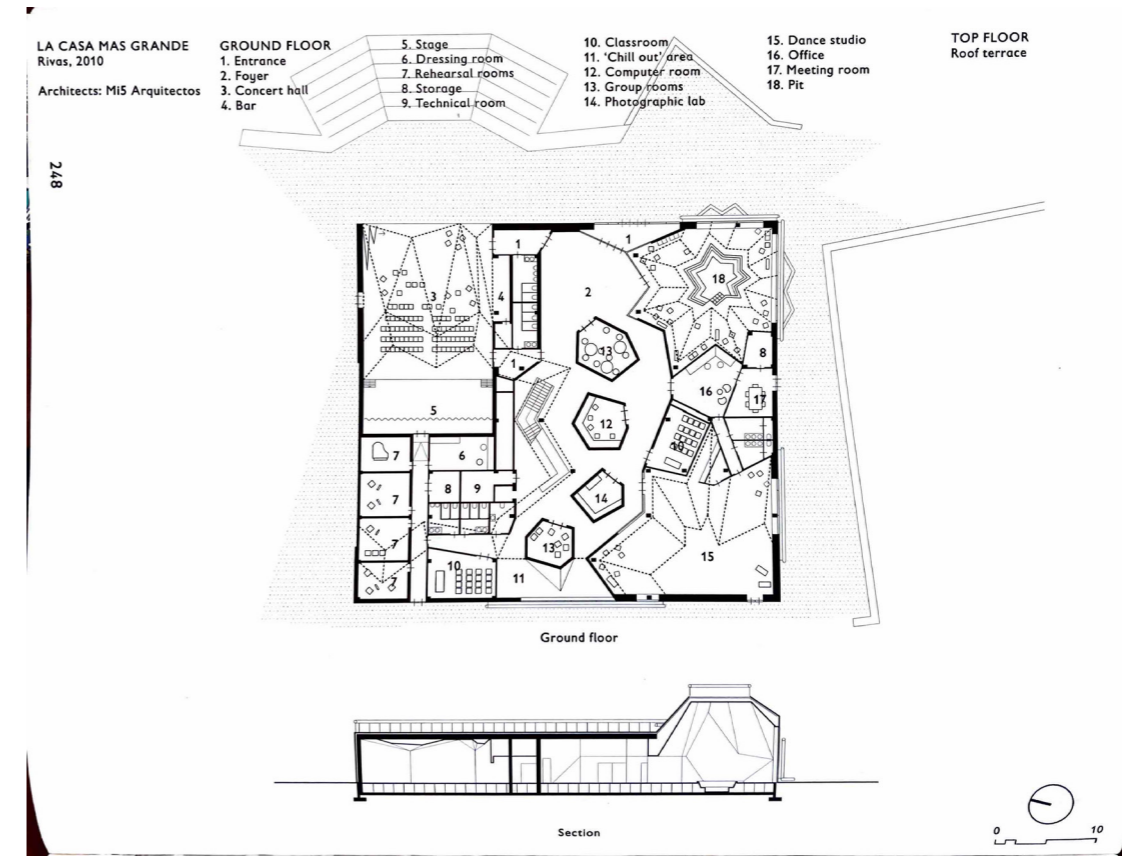 LA CASA MAS GRANDE
Rivas, 2010
Architects: Mi5 Arquitectos
GROUND FLOOR
1. Entrance
2. Foyer
3. Concert hall
4. Bar
5. Stage
6. Dressing room
7. Rehearsal rooms
8. Storage
9. Technical room
10. Classroom
11. 'Chill out' area
12. Computer room
13. Group rooms
14. Photographic lab
15. Dance studio
16. Office
17. Meeting room
18. Pit
TOP FLOOR
Roof terrace
248
1
1
3
4
2
18
13
1
8
16
17
5
12
10
7
6
7
8
9
14
7
13
15
7
10
11
Ground floor
Section
0
10